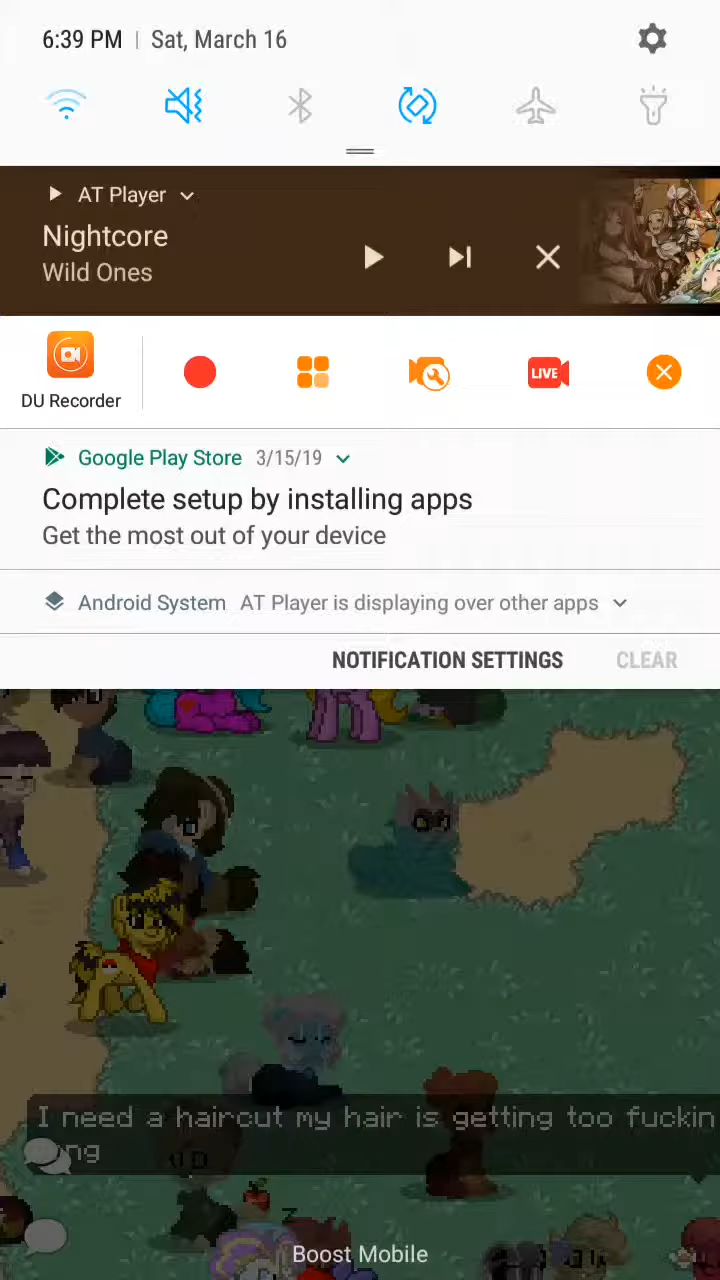 6:39 PM | Sat, March 16
AT Player
Nightcore
Wild Ones
DU Recorder
LIVE
Google Play Store 3/15/19
Complete setup by installing apps
Get the most out of your device
Android System AT Player is displaying over other apps
NOTIFICATION SETTINGS CLEAR
I need a haircut my hair is getting too fuckin
ng
Boost Mobile